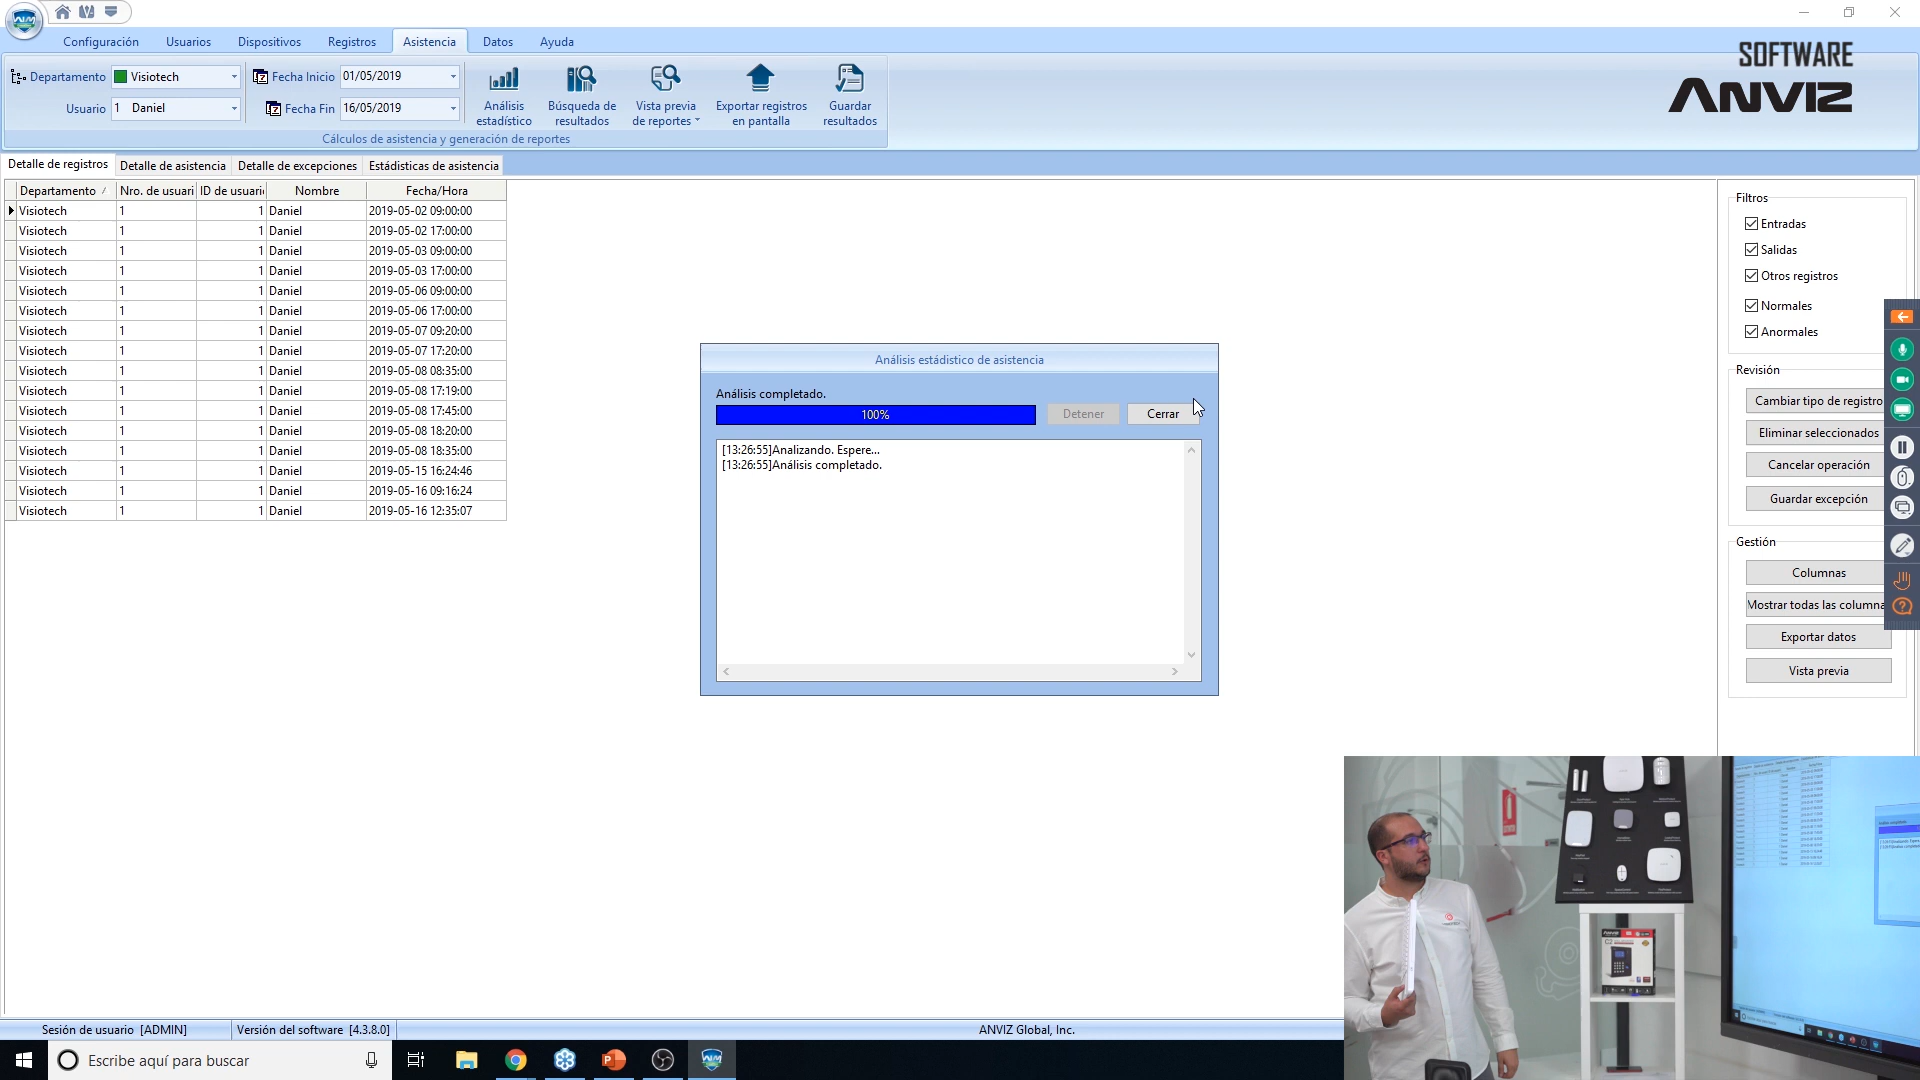 Configuración Usuarios Dispositivos Registros Asistencia Datos Ayuda
SOFTWARE
ANVIZ
Departamento Visiotech Fecha Inicio 01/05/2019
Usuario 1 Daniel Fecha Fin 16/05/2019
Análisis estadístico
Búsqueda de resultados
Vista previa de reportes
Exportar registros en pantalla
Guardar resultados
Cálculos de asistencia y generación de reportes
Detalle de registros Detalle de asistencia Detalle de excepciones Estádisticas de asistencia
Departamento Nro. de usuari ID de usuari Nombre Fecha/Hora
Visiotech 1 1 Daniel 2019-05-02 09:00:00
Visiotech 1 1 Daniel 2019-05-02 17:00:00
Visiotech 1 1 Daniel 2019-05-03 09:00:00
Visiotech 1 1 Daniel 2019-05-03 17:00:00
Visiotech 1 1 Daniel 2019-05-06 09:00:00
Visiotech 1 1 Daniel 2019-05-06 17:00:00
Visiotech 1 1 Daniel 2019-05-07 09:20:00
Visiotech 1 1 Daniel 2019-05-07 17:20:00
Visiotech 1 1 Daniel 2019-05-08 08:35:00
Visiotech 1 1 Daniel 2019-05-08 17:19:00
Visiotech 1 1 Daniel 2019-05-08 17:45:00
Visiotech 1 1 Daniel 2019-05-08 18:20:00
Visiotech 1 1 Daniel 2019-05-08 18:35:00
Visiotech 1 1 Daniel 2019-05-15 16:24:46
Visiotech 1 1 Daniel 2019-05-16 09:16:24
Visiotech 1 1 Daniel 2019-05-16 12:35:07
Análisis estádistico de asistencia
Análisis completado.
100% Detener Cerrar
[13:26:55]Analizando. Espere...
[13:26:55]Análisis completado.
Filtros
Entradas
Salidas
Otros registros
Normales
Anormales
Revisión
Cambiar tipo de registro
Eliminar seleccionados
Cancelar operación
Guardar excepción
Gestión
Columnas
Mostrar todas las columna
Exportar datos
Vista previa
Sesión de usuario [ADMIN] Versión del software [4.3.8.0] ANVIZ Global, Inc.
Escribe aquí para buscar